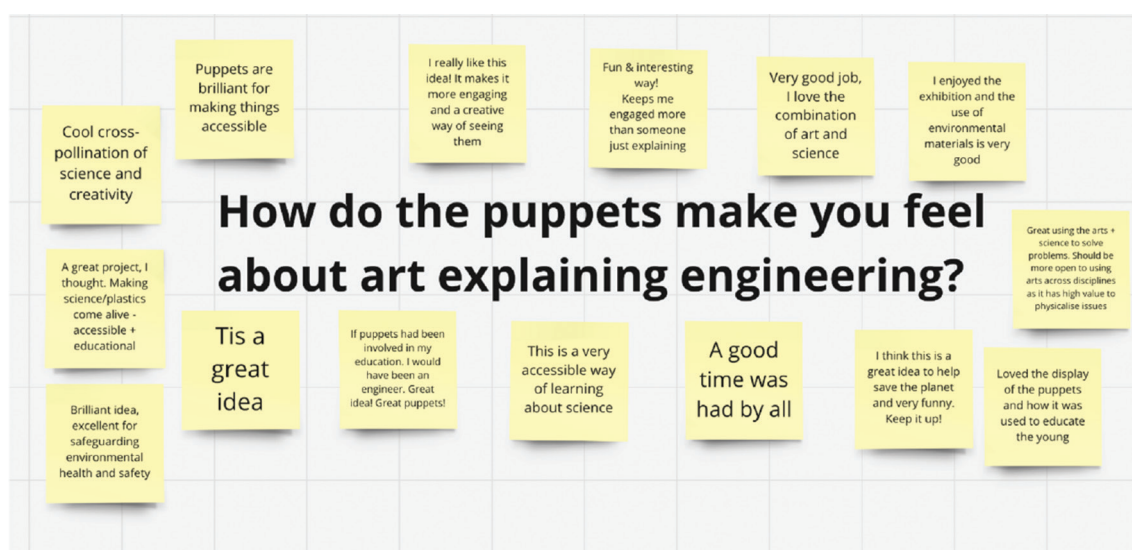 Puppets are
brilliant for
making things
accessible
I really like this
idea! It makes it
more engaging
and a creative
way of seeing
them
Fun & interesting
way!
Keeps me
engaged more
than someone
just explaining
Very good job,
I love the
combination
of art and
science
I enjoyed the
exhibition and the
use of
environmental
materials is very
good
Cool cross-
pollination of
science and
creativity
How do the puppets make you feel
about art explaining engineering?
Great using the arts +
science to solve
problems. Should be
more open to using
arts across disciplines
as it has high value to
physicalise issues
A great project, I
thought. Making
science/plastics
come alive -
accessible +
educational
Tis a
great
idea
If puppets had been
involved in my
education. I would
have been an
engineer. Great
idea! Great puppets!
This is a very
accessible way
of learning
about science
A good
time was
had by all
I think this is a
great idea to help
save the planet
and very funny.
Keep it up!
Loved the display
of the puppets
and how it was
used to educate
the young
Brilliant idea,
excellent for
safeguarding
environmental
health and safety